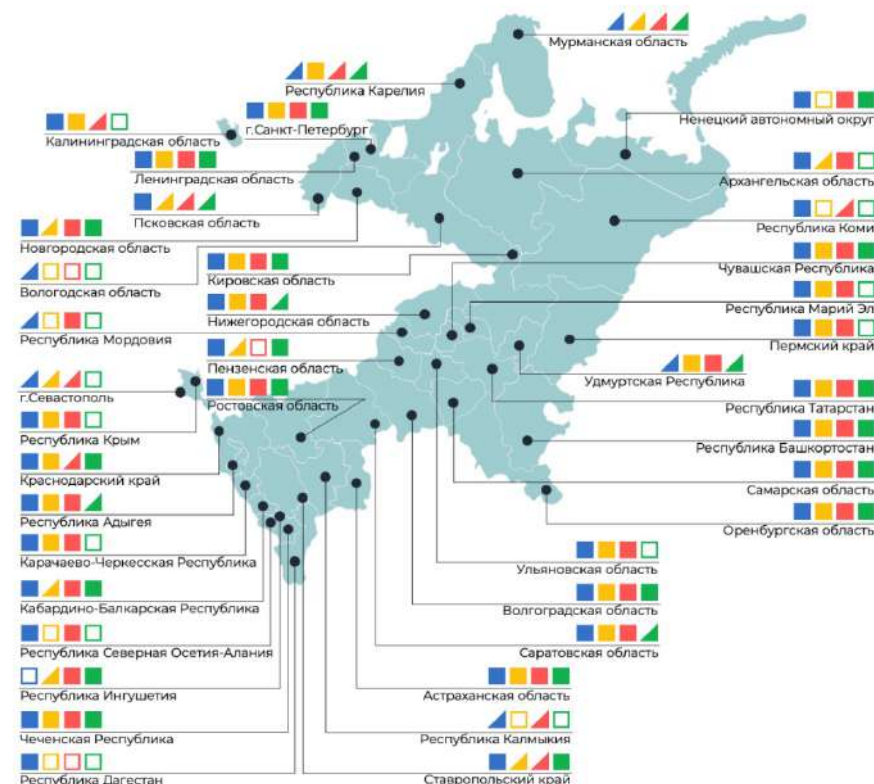 Мурманская область
Республика Карелия
Ненецкий автономный округ
г.Санкт-Петербург
Калининградская область
Ленинградская область
Архангельская область
Псковская область
Республика Коми
Новгородская область
Чувашская Республика
Вологодская область
Кировская область
Республика Марий Эл
Нижегородская область
Республика Мордовия
Пермский край
Пензенская область
Удмуртская Республика
г.Севастополь
Ростовская область
Республика Татарстан
Республика Крым
Республика Башкортостан
Краснодарский край
Самарская область
Республика Адыгея
Оренбургская область
Карачаево-Черкесская Республика
Ульяновская область
Кабардино-Балкарская Республика
Волгоградская область
Республика Северная Осетия-Алания
Саратовская область
Республика Ингушетия
Астраханская область
Чеченская Республика
Республика Калмыкия
Республика Дагестан
Ставропольский край